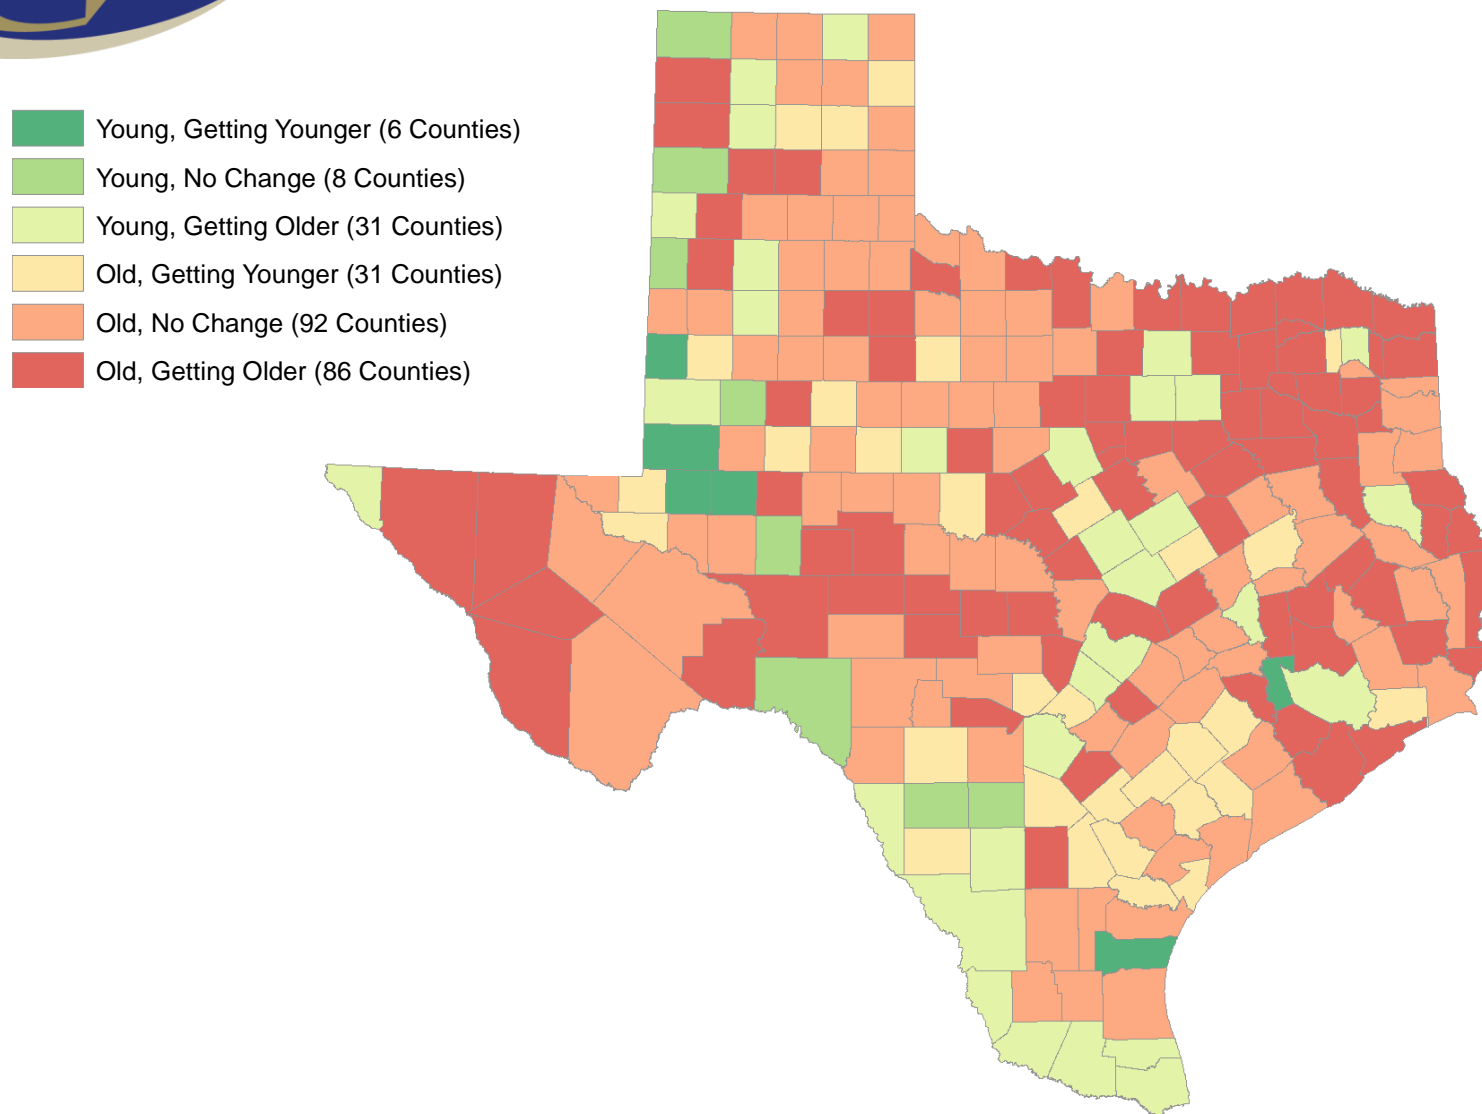 Young, Getting Younger (6 Counties)
Young, No Change (8 Counties)
Young, Getting Older (31 Counties)
Old, Getting Younger (31 Counties)
Old, No Change (92 Counties)
Old, Getting Older (86 Counties)